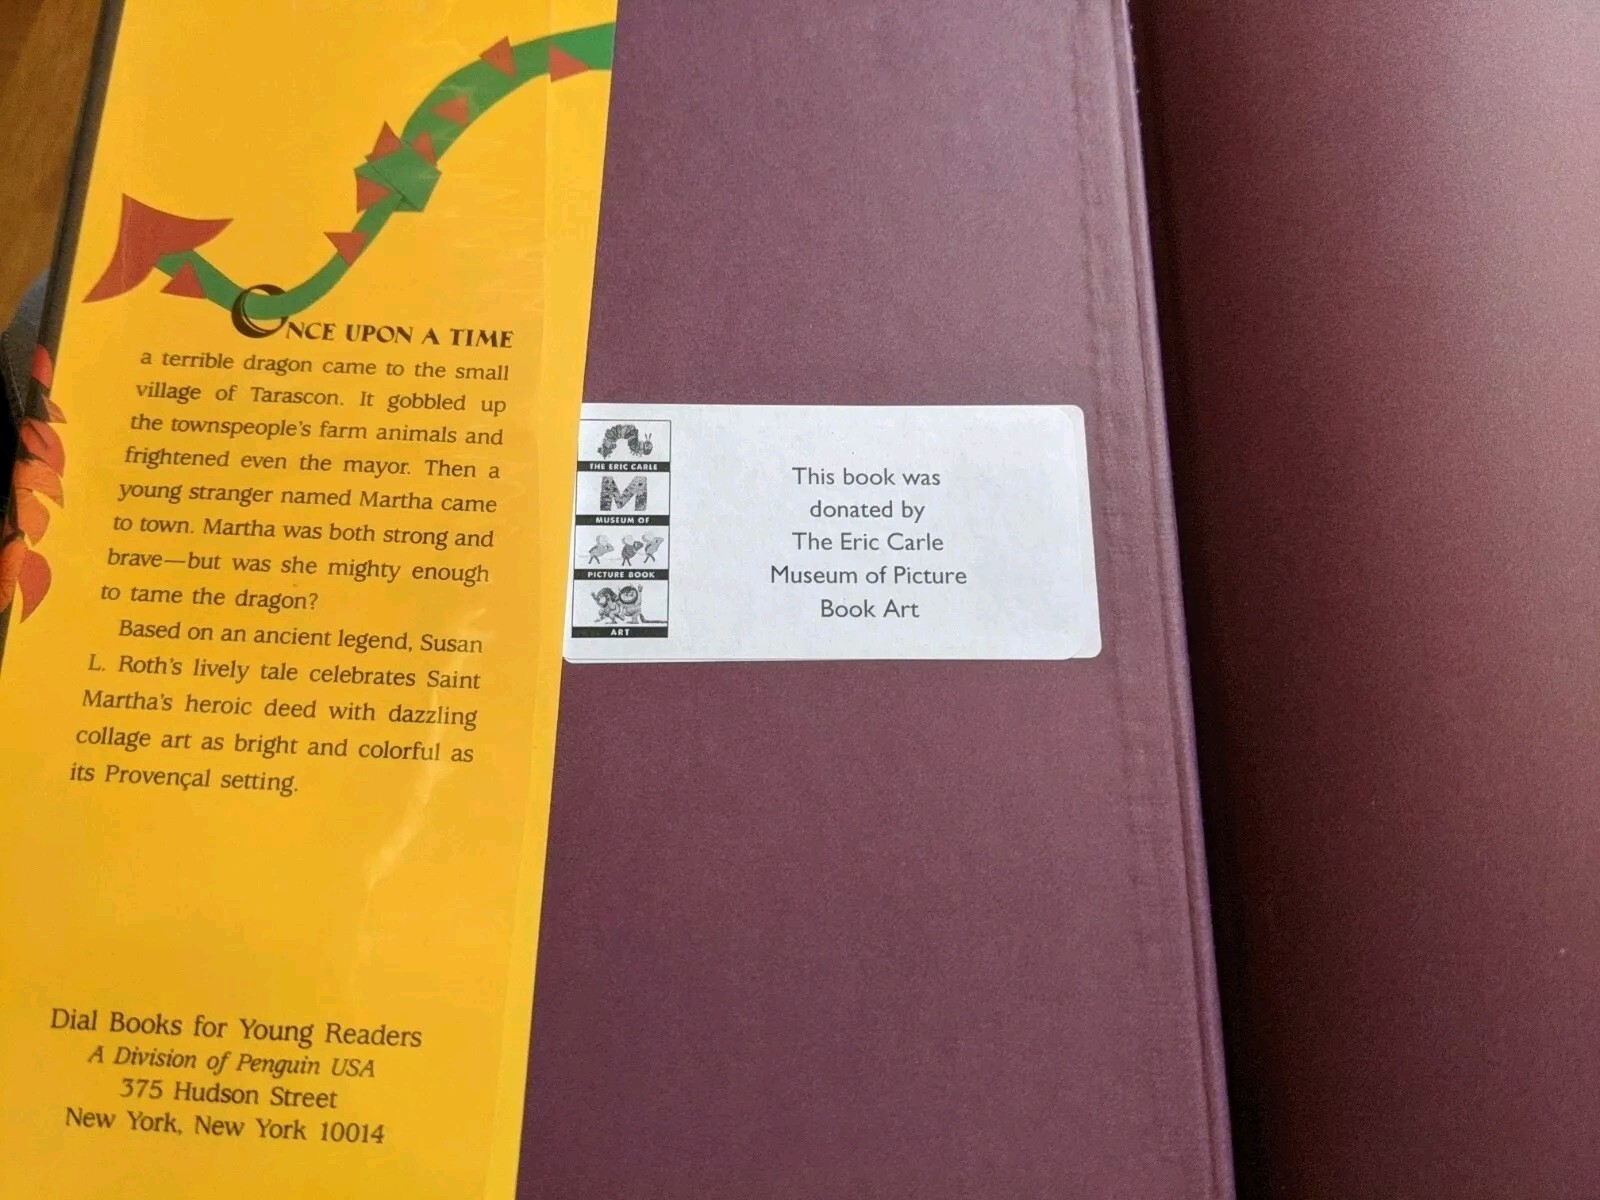 ONCE UPON A TIME
a terrible dragon came to the small
village of Tarascon. It gobbled up
the townspeople's farm animals and
frightened even the mayor. Then a
young stranger named Martha came
to town. Martha was both strong and
brave—but was she mighty enough
to tame the dragon?
Based on an ancient legend, Susan
L. Roth's lively tale celebrates Saint
Martha's heroic deed with dazzling
collage art as bright and colorful as
its Provençal setting.
Dial Books for Young Readers
A Division of Penguin USA
375 Hudson Street
New York, New York 10014
THE ERIC CARLE
M
MUSEUM OF
PICTURE BOOK
ART
This book was
donated by
The Eric Carle
Museum of Picture
Book Art